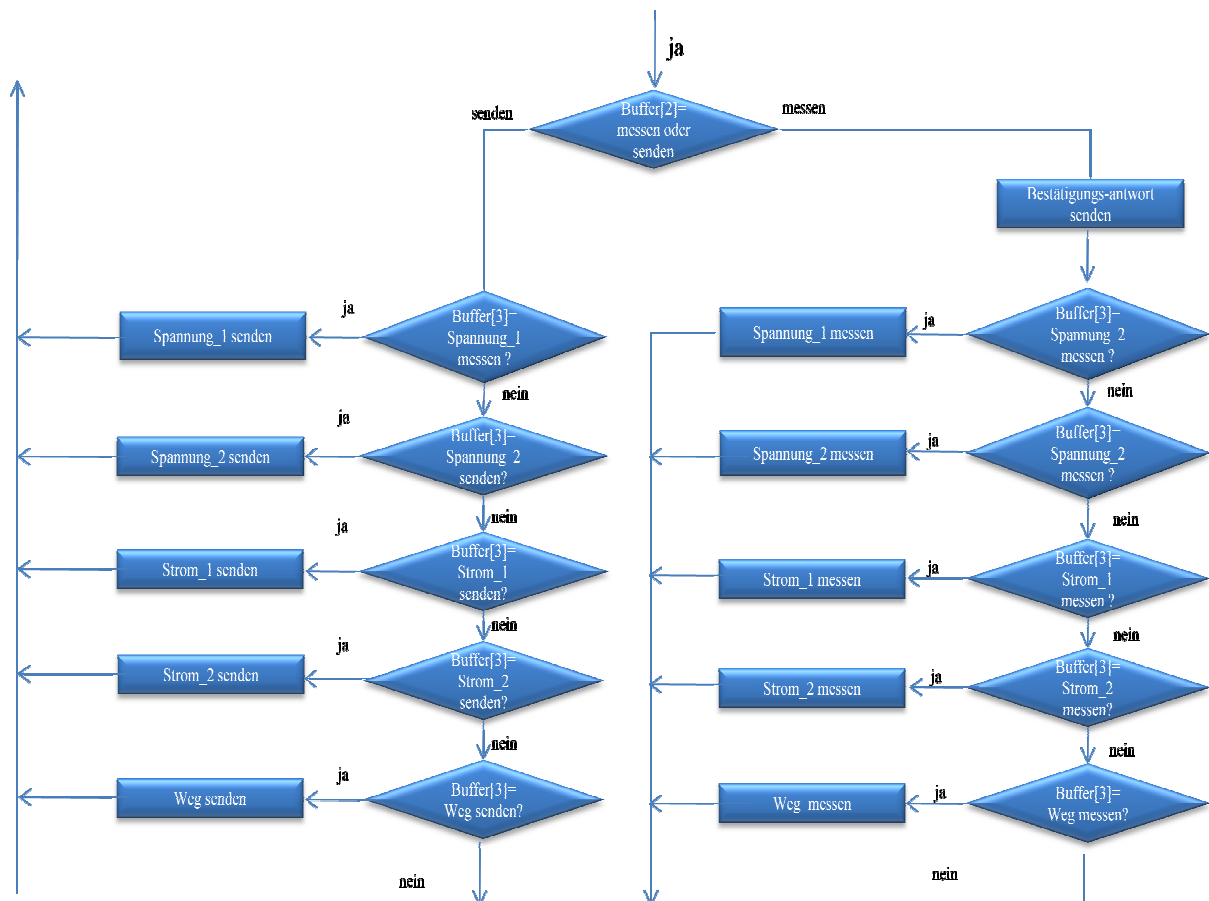 ja
senden
messen
Buffer[2]=
messen oder
senden
Bestätigungs-antwort
senden
Spannung_1 senden
ja
Buffer[3]=
Spannung_1
messen ?
nein
Spannung_1 messen
ja
Buffer[3]=
Spannung_2
messen ?
nein
Spannung_2 senden
ja
Buffer[3]=
Spannung_2
senden?
nein
Spannung_2 messen
ja
Buffer[3]=
Spannung_2
messen ?
nein
Strom_1 senden
ja
Buffer[3]=
Strom_1
senden?
nein
Strom_1 messen
ja
Buffer[3]=
Strom_1
messen ?
nein
Strom_2 senden
ja
Buffer[3]=
Strom_2
senden?
nein
Strom_2 messen
ja
Buffer[3]=
Strom_2
messen?
nein
Weg senden
ja
Buffer[3]=
Weg senden?
nein
Weg messen
ja
Buffer[3]=
Weg messen?
nein